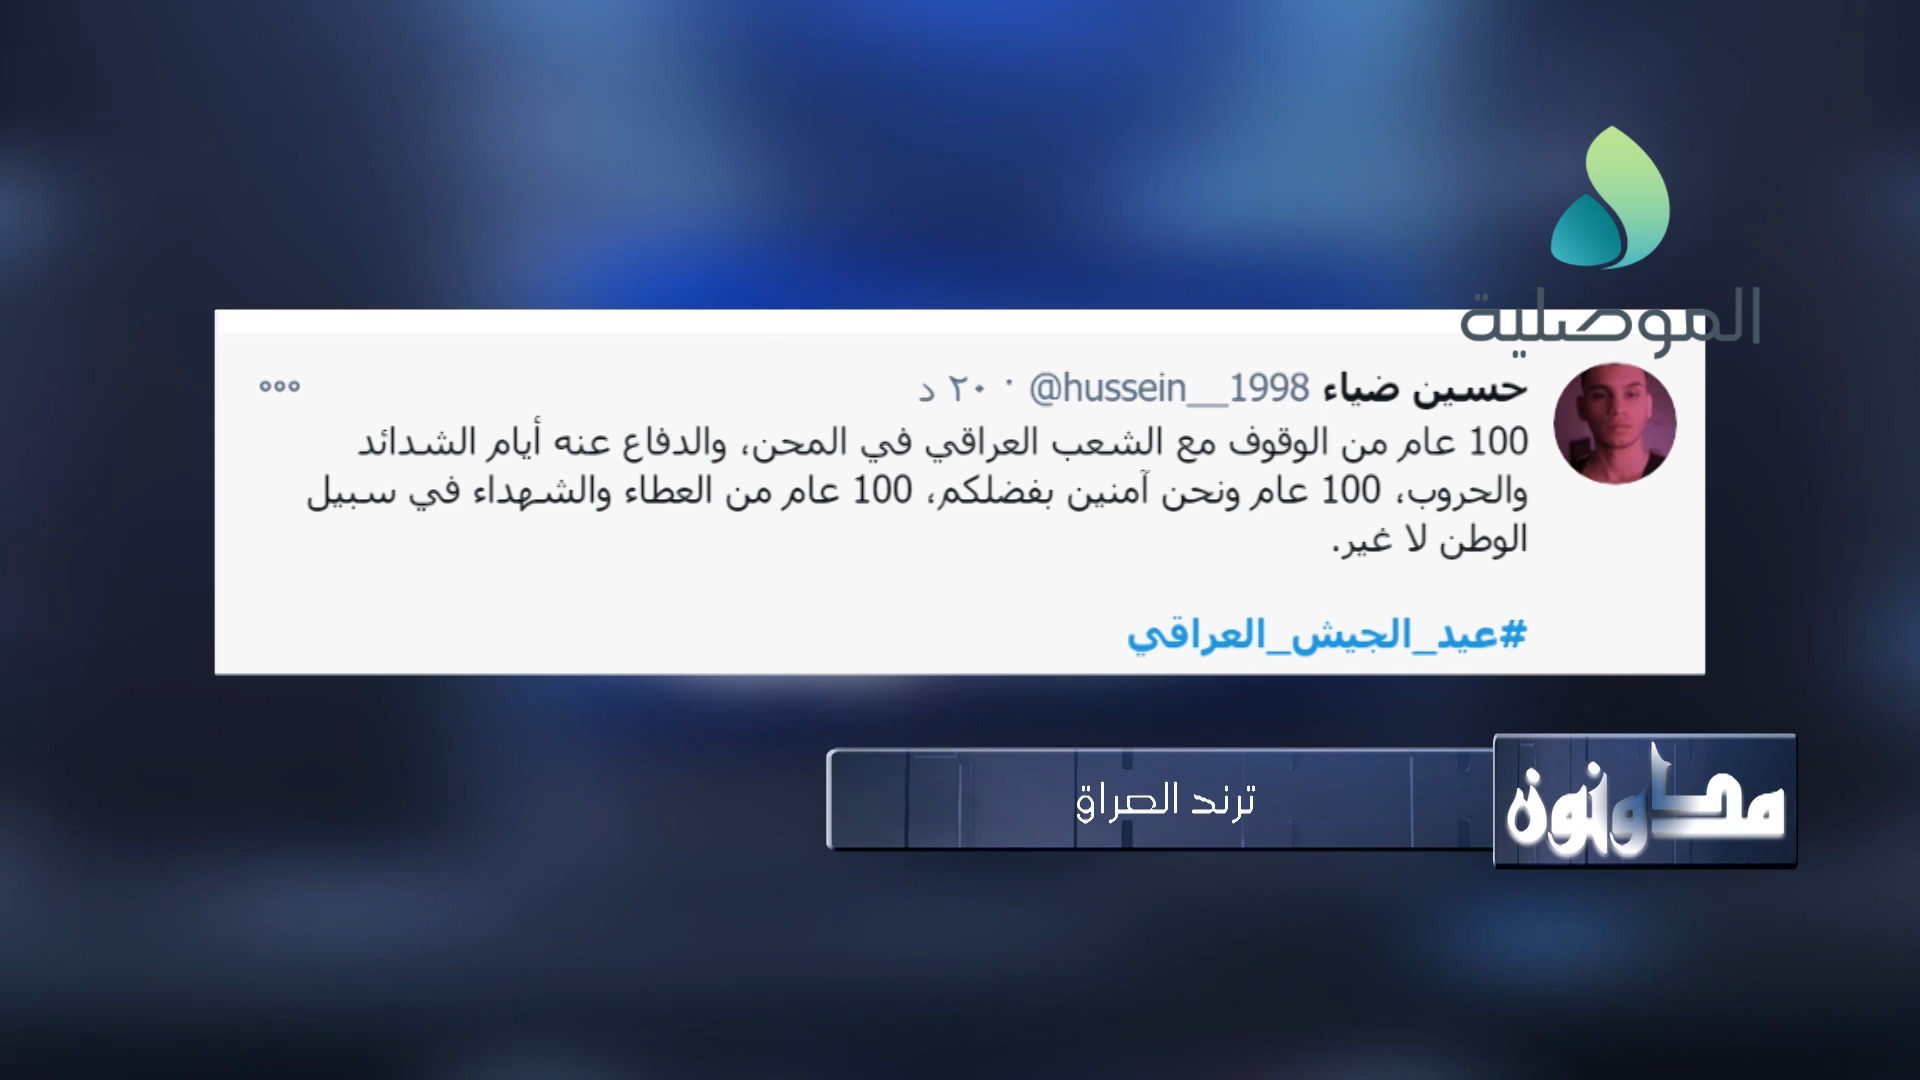 الموصلية
حسين ضياء @hussein__1998 · ٢٠ د
100 عام من الوقوف مع الشعب العراقي في المحن، والدفاع عنه أيام الشدائد
والحروب، 100 عام ونحن آمنين بفضلكم، 100 عام من العطاء والشهداء في سبيل
الوطن لا غير.
#عيد_الجيش_العراقي
ترند العراق
معاونون